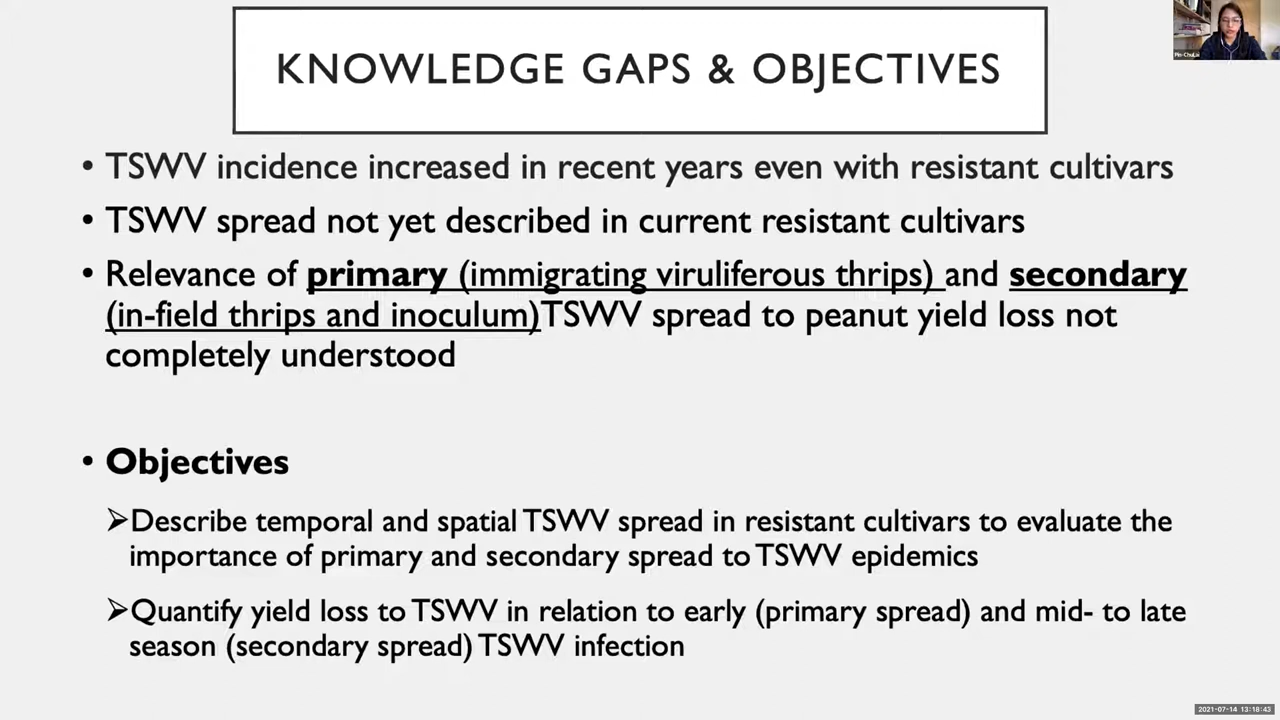 KNOWLEDGE GAPS & OBJECTIVES
• TSWV incidence increased in recent years even with resistant cultivars
• TSWV spread not yet described in current resistant cultivars
• Relevance of primary (immigrating viruliferous thrips) and secondary
(in-field thrips and inoculum)TSWV spread to peanut yield loss not
completely understood
• Objectives
➢Describe temporal and spatial TSWV spread in resistant cultivars to evaluate the
importance of primary and secondary spread to TSWV epidemics
➢Quantify yield loss to TSWV in relation to early (primary spread) and mid- to late
season (secondary spread) TSWV infection
2021-07-14 13:18:43